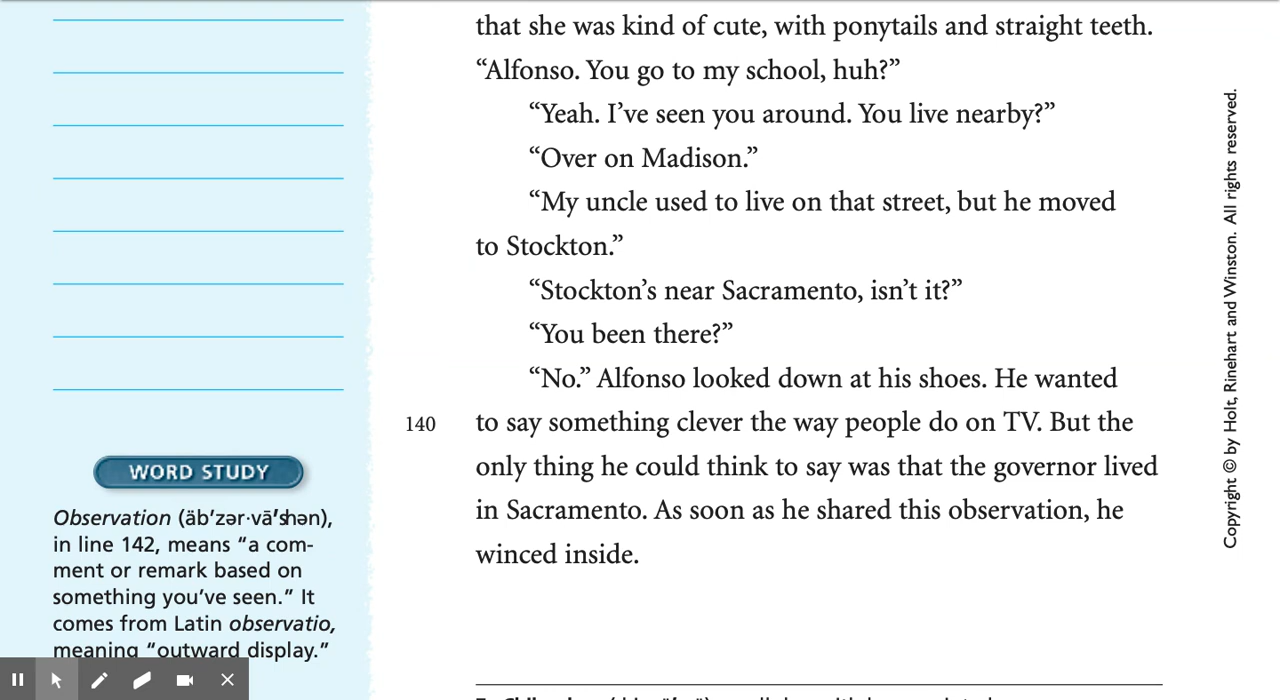 that she was kind of cute, with ponytails and straight teeth.
“Alfonso. You go to my school, huh?”
“Yeah. I’ve seen you around. You live nearby?”
“Over on Madison.”
“My uncle used to live on that street, but he moved
to Stockton.”
“Stockton’s near Sacramento, isn’t it?”
“You been there?”
“No.” Alfonso looked down at his shoes. He wanted
140 to say something clever the way people do on TV. But the
only thing he could think to say was that the governor lived
in Sacramento. As soon as he shared this observation, he
winced inside.
WORD STUDY
Observation (äb′zər·vā′shən),
in line 142, means “a com-
ment or remark based on
something you’ve seen.” It
comes from Latin observatio,
meaning “outward display.”
Copyright © by Holt, Rinehart and Winston. All rights reserved.